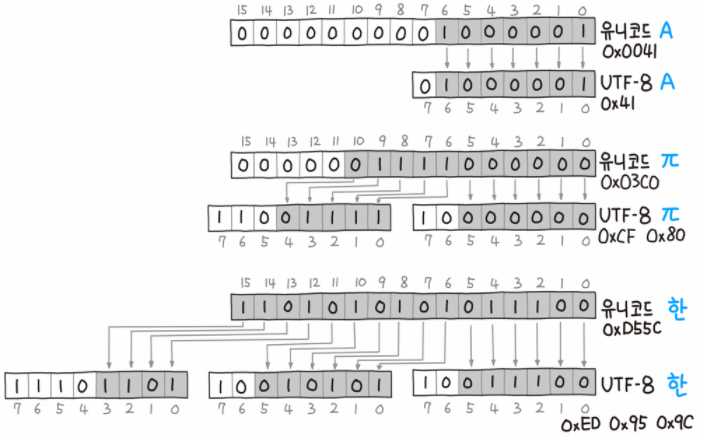 15 14 13 12 11 10 9 8 7 6 5 4 3 2 1 0
0 0 0 0 0 0 0 0 0 1 0 0 0 0 0 1 유니코드 A
0x0041
0 1 0 0 0 0 0 1 UTF-8 A
7 6 5 4 3 2 1 0 0x41
15 14 13 12 11 10 9 8 7 6 5 4 3 2 1 0
0 0 0 0 0 0 1 1 1 1 0 0 0 0 0 0 유니코드 π
0x03C0
1 1 0 0 1 1 1 1 1 0 0 0 0 0 0 0 UTF-8 π
7 6 5 4 3 2 1 0 7 6 5 4 3 2 1 0 0xCF 0x80
15 14 13 12 11 10 9 8 7 6 5 4 3 2 1 0
1 1 0 1 0 1 0 1 0 1 0 1 1 1 0 0 유니코드 한
0xD55C
1 1 1 0 1 1 0 1 1 0 0 1 0 1 0 1 1 0 0 1 1 1 0 0 UTF-8 한
7 6 5 4 3 2 1 0 7 6 5 4 3 2 1 0 7 6 5 4 3 2 1 0
0xED 0x95 0x9C